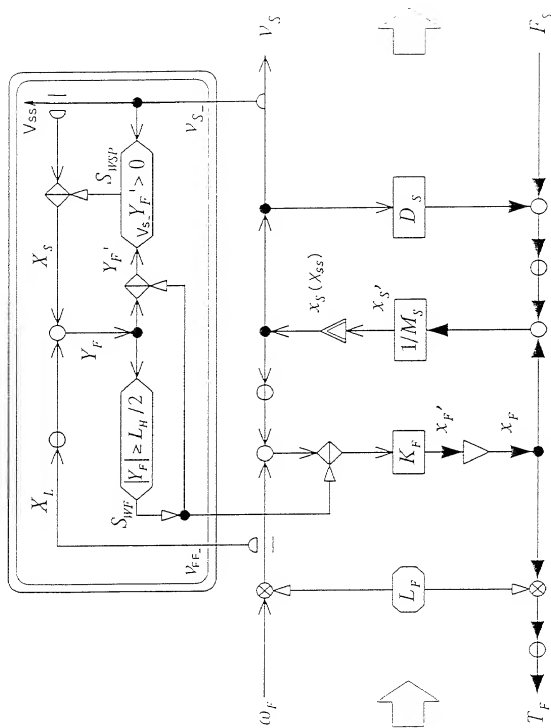 V_SS
V_S
X_S
S_WSP
V_S_
V_S_ Y_F' > 0
Y_F'
Y_F
|Y_F| ≥ L_H /2
X_L
S_WF
V_FF_
x_S (X_SS)
x_S'
D_S
1/M_S
K_F
x_F'
x_F
L_F
ω_F
F_S
T_F